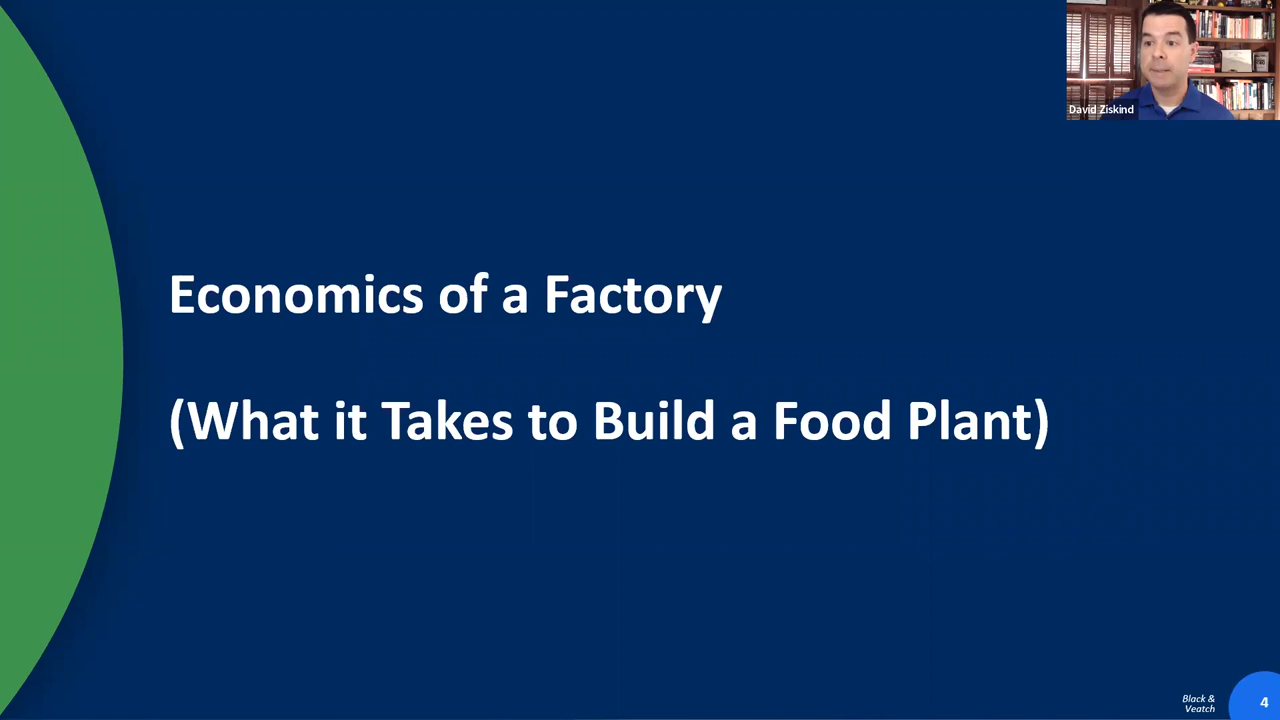 David Ziskind
Economics of a Factory
(What it Takes to Build a Food Plant)
Black &
Veatch
4